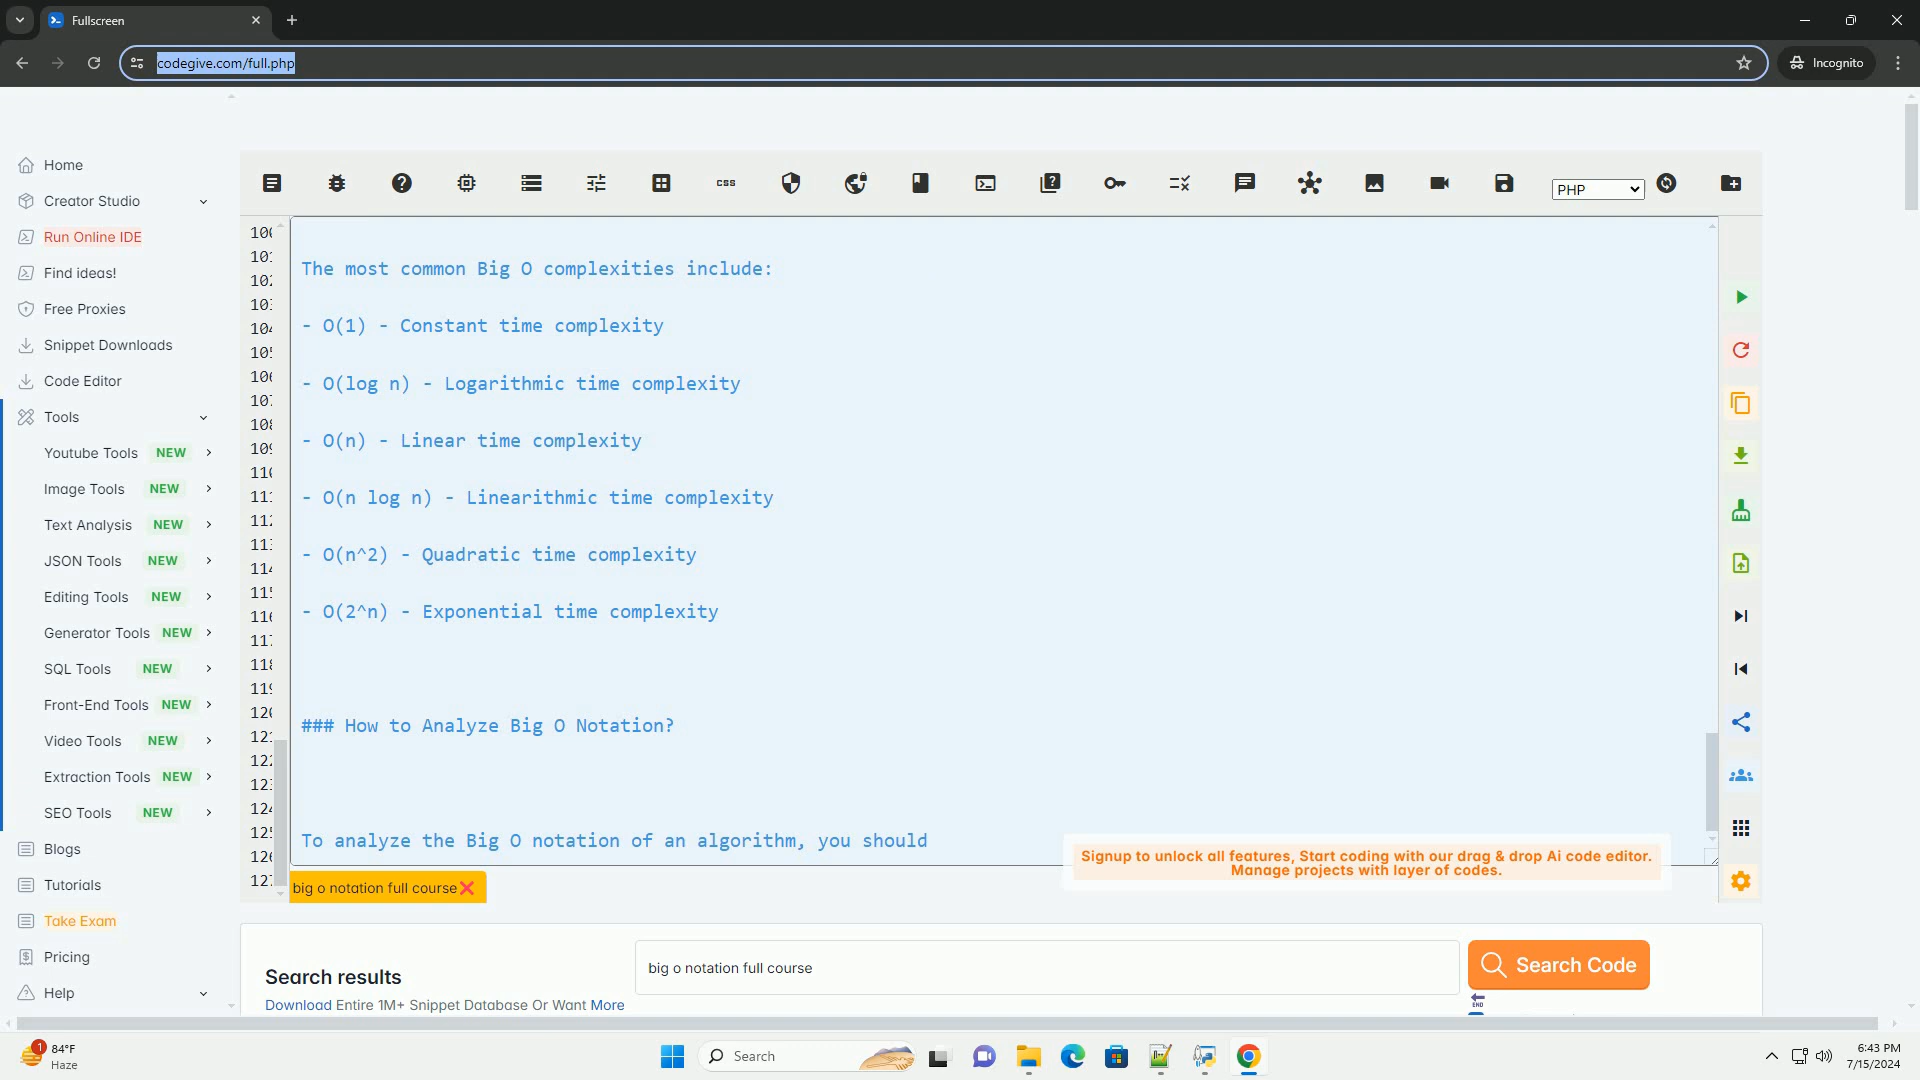 Fullscreen
codegive.com/full.php
Incognito
Home
Creator Studio
Run Online IDE
Find ideas!
Free Proxies
Snippet Downloads
Code Editor
Tools
Youtube Tools NEW
Image Tools NEW
Text Analysis NEW
JSON Tools NEW
Editing Tools NEW
Generator Tools NEW
SQL Tools NEW
Front-End Tools NEW
Video Tools NEW
Extraction Tools NEW
SEO Tools NEW
Blogs
Tutorials
Take Exam
Pricing
Help
css
PHP
The most common Big O complexities include:
- O(1) - Constant time complexity
- O(log n) - Logarithmic time complexity
- O(n) - Linear time complexity
- O(n log n) - Linearithmic time complexity
- O(n^2) - Quadratic time complexity
- O(2^n) - Exponential time complexity
### How to Analyze Big O Notation?
To analyze the Big O notation of an algorithm, you should
Signup to unlock all features, Start coding with our drag & drop Ai code editor.
Manage projects with layer of codes.
big o notation full course
Search results
big o notation full course
Search Code
Download Entire 1M+ Snippet Database Or Want More
END
1
84°F
Haze
Search
6:43 PM
7/15/2024